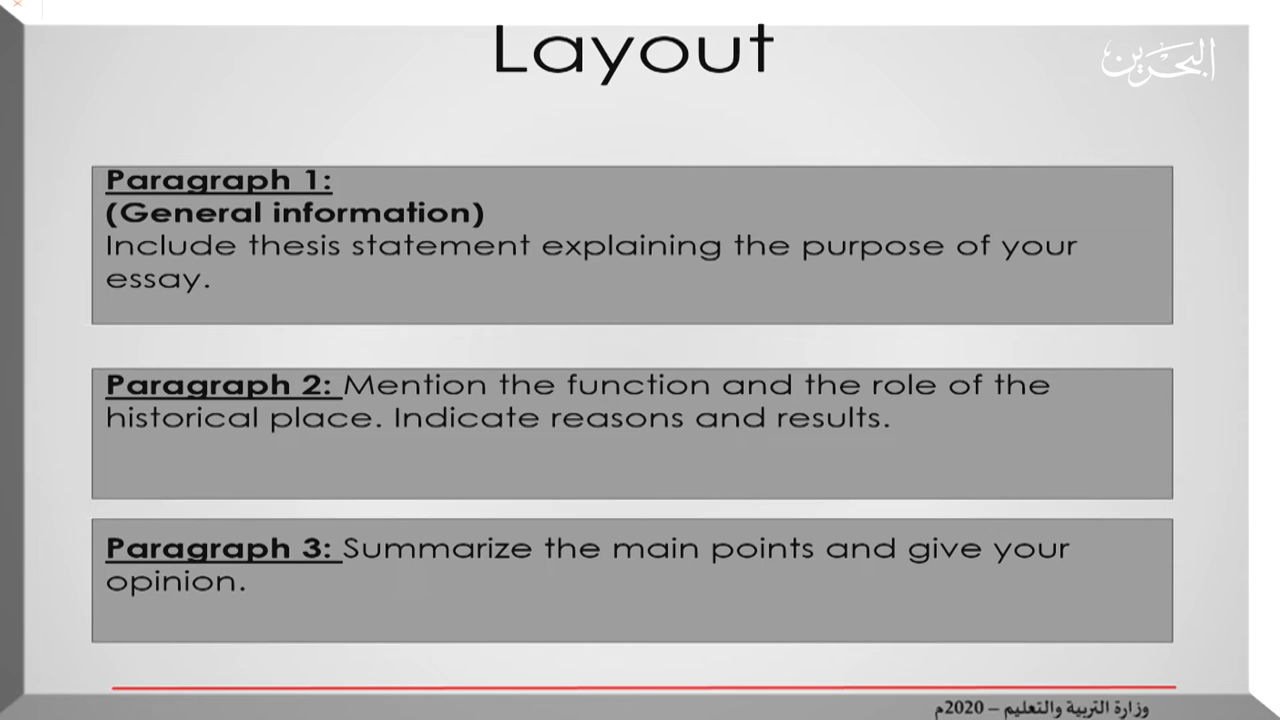 Layout
البحرين
Paragraph 1:
(General information)
Include thesis statement explaining the purpose of your
essay.
Paragraph 2: Mention the function and the role of the
historical place. Indicate reasons and results.
Paragraph 3: Summarize the main points and give your
opinion.
وزارة التربية والتعليم – 2020م